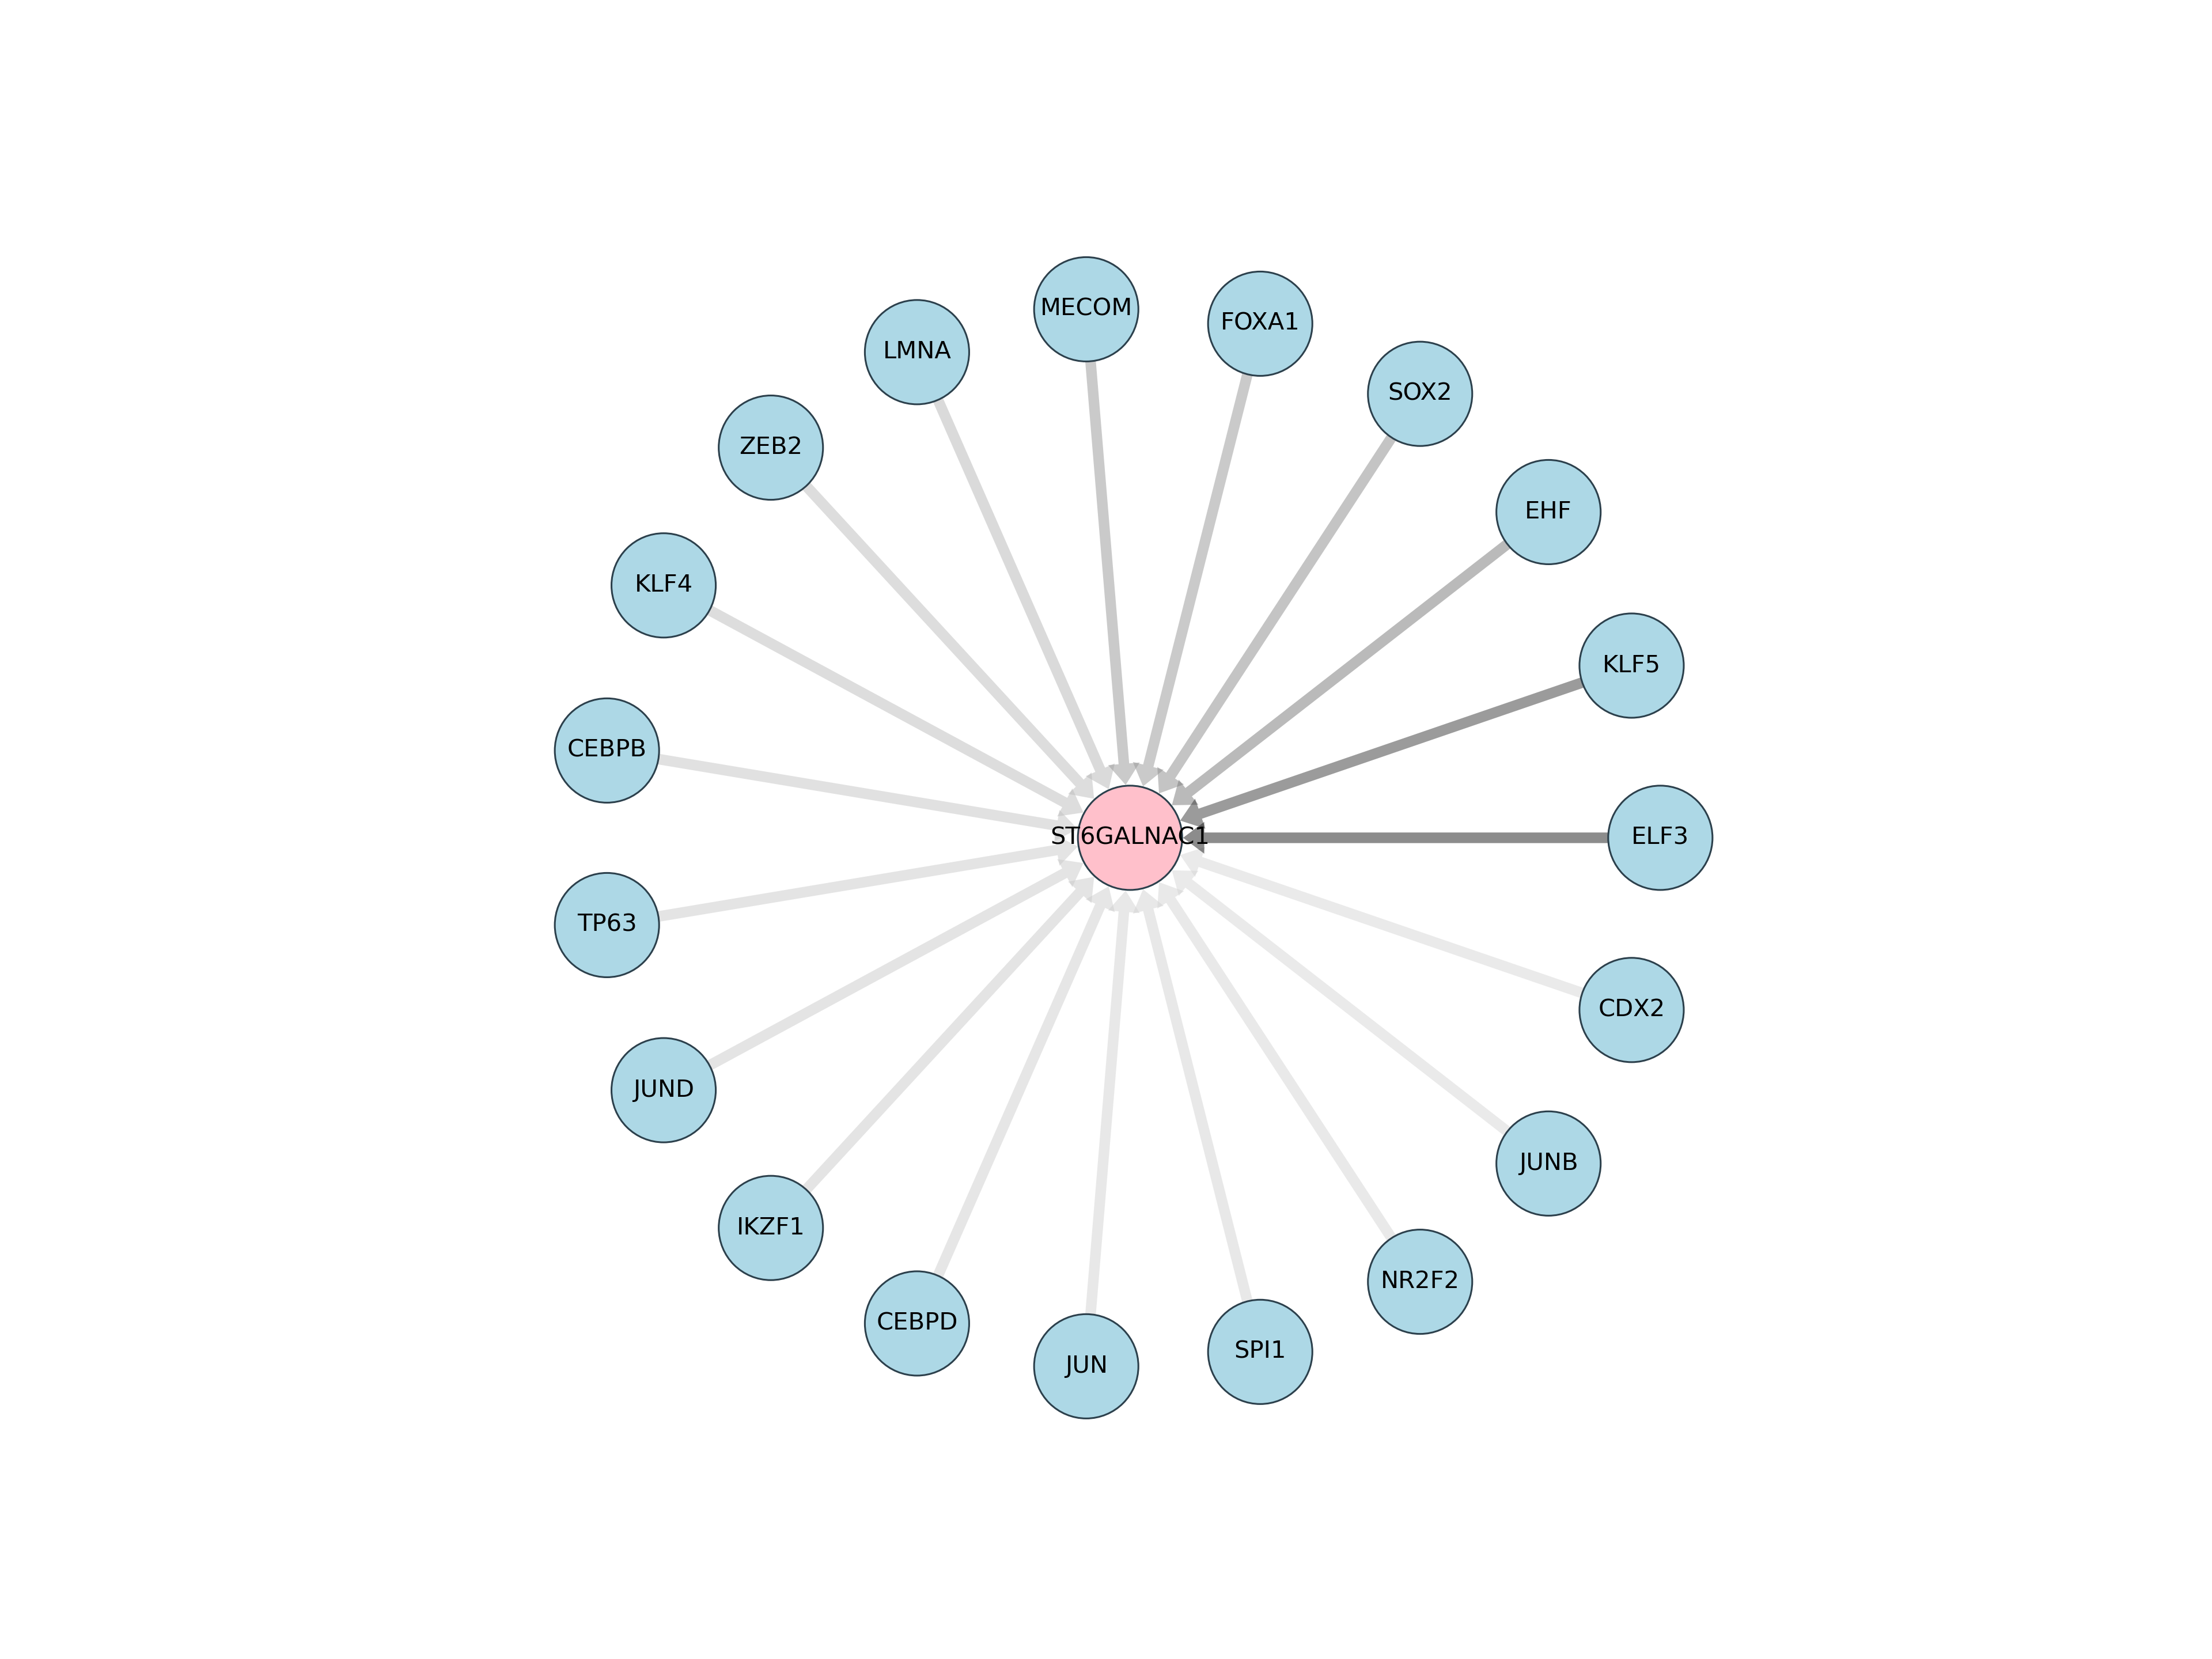 MECOM
FOXA1
LMNA
SOX2
ZEB2
EHF
KLF4
KLF5
CEBPB
ST6GALNAC1
ELF3
TP63
CDX2
JUND
JUNB
IKZF1
NR2F2
CEBPD
SPI1
JUN